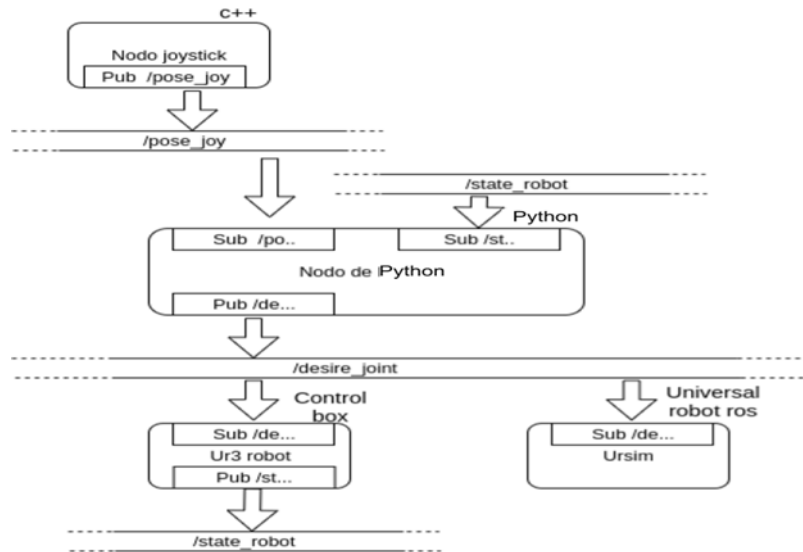 c++
Nodo joystick
Pub /pose_joy
/pose_joy
/state_robot
Python
Sub /po..
Sub /st..
Nodo de Python
Pub /de...
/desire_joint
Control
box
Universal
robot ros
Sub /de...
Ur3 robot
Pub /st...
Sub /de...
Ursim
/state_robot